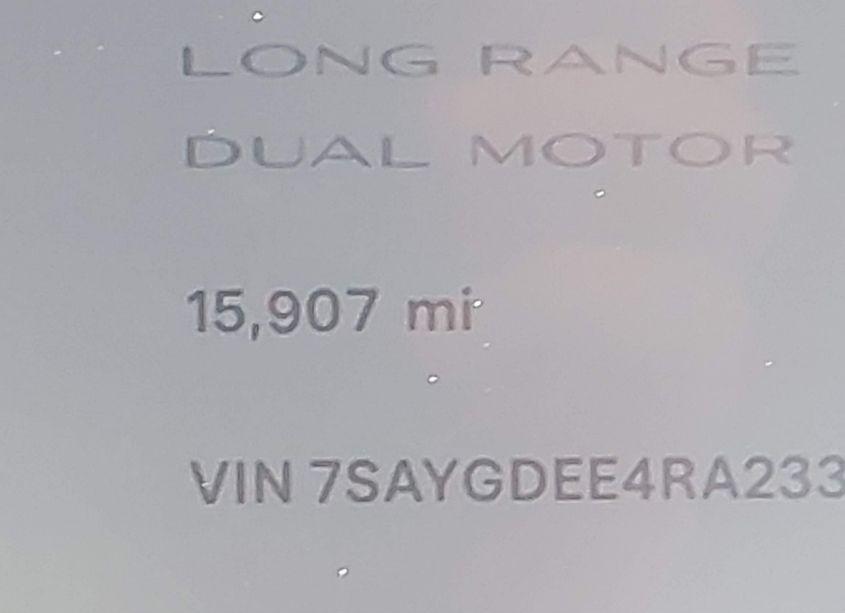 LONG RANGE
DUAL MOTOR
15,907 mi
VIN 7SAYGDEE4RA233